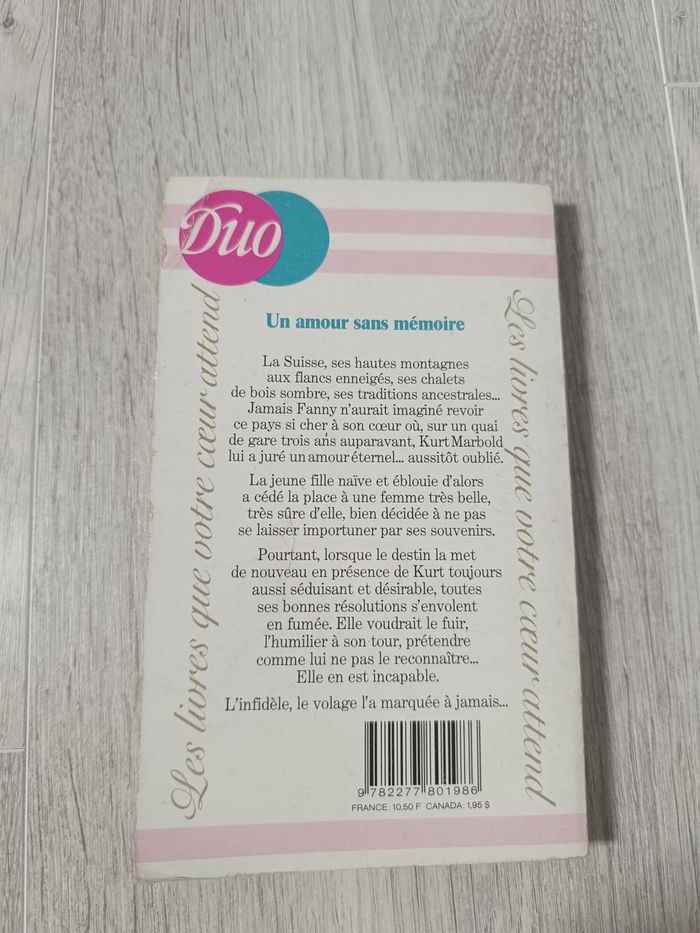 Duo
Les livres que votre cœur attend
Les livres que votre cœur attend
Un amour sans mémoire
La Suisse, ses hautes montagnes
aux flancs enneigés, ses chalets
de bois sombre, ses traditions ancestrales...
Jamais Fanny n'aurait imaginé revoir
ce pays si cher à son cœur où, sur un quai
de gare trois ans auparavant, Kurt Marbold
lui a juré un amour éternel... aussitôt oublié.
La jeune fille naïve et éblouie d'alors
a cédé la place à une femme très belle,
très sûre d'elle, bien décidée à ne pas
se laisser importuner par ses souvenirs.
Pourtant, lorsque le destin la met
de nouveau en présence de Kurt toujours
aussi séduisant et désirable, toutes
ses bonnes résolutions s'envolent
en fumée. Elle voudrait le fuir,
l'humilier à son tour, prétendre
comme lui ne pas le reconnaître...
Elle en est incapable.
L'infidèle, le volage l'a marquée à jamais...
9 782277 801986
FRANCE: 10,50 F CANADA: 1,95 $